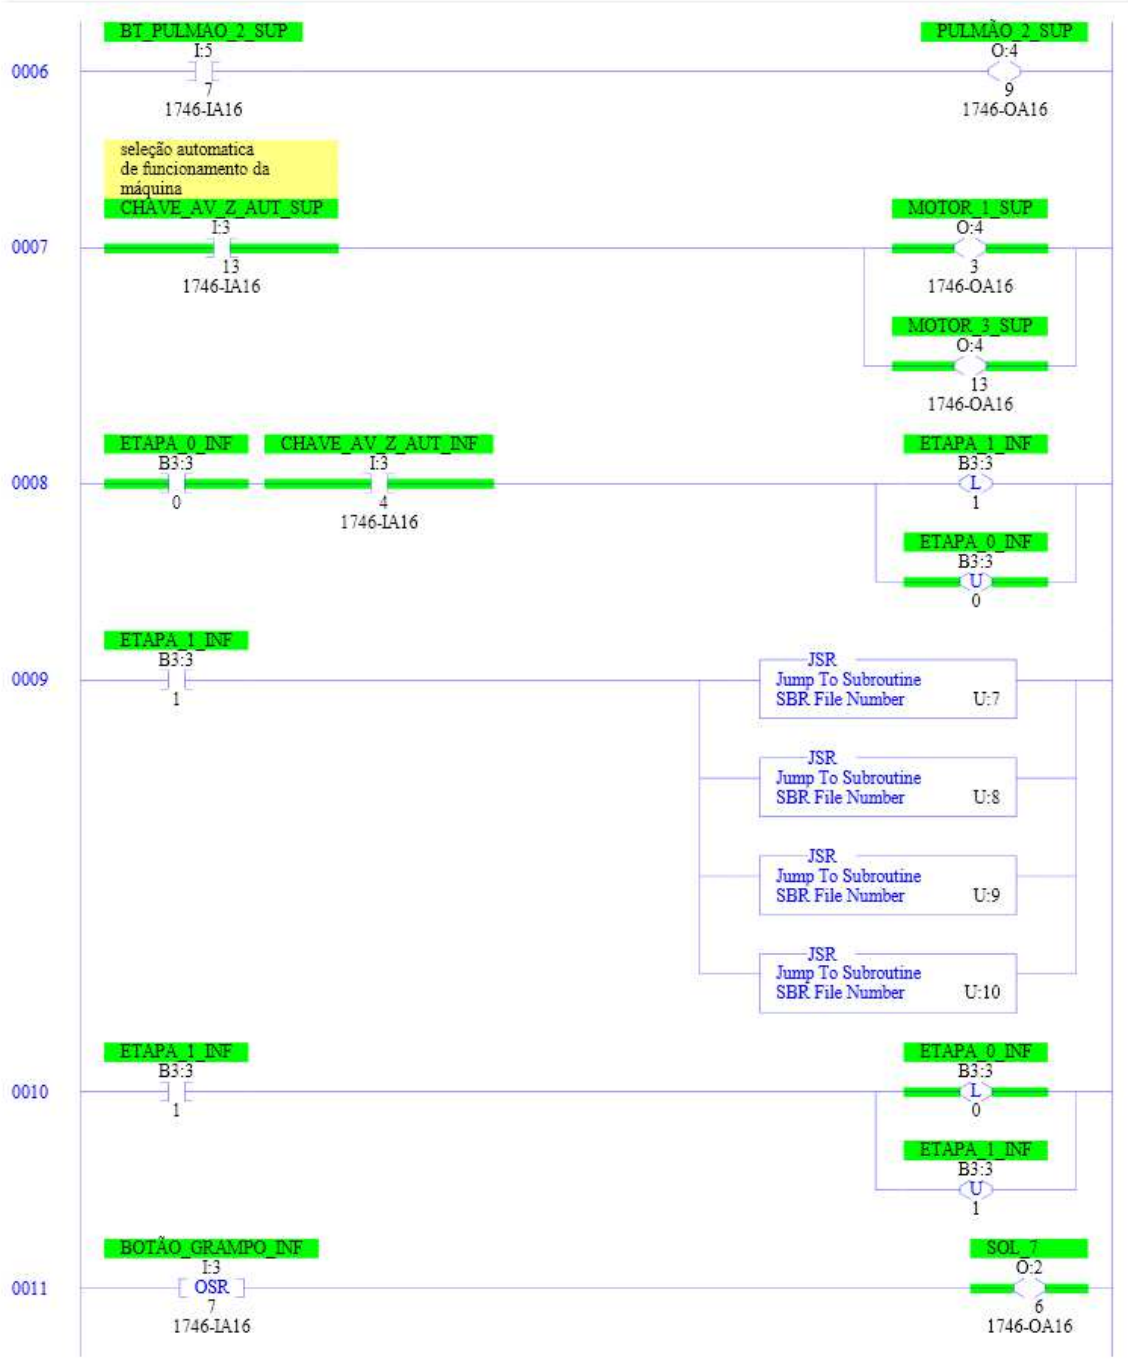 BT_PULMAO_2_SUP
I:5
7
1746-IA16
0006
PULMÃO_2_SUP
O:4
9
1746-OA16
seleção automatica
de funcionamento da
máquina
CHAVE_AV_Z_AUT_SUP
I:3
13
1746-IA16
0007
MOTOR_1_SUP
O:4
3
1746-OA16
MOTOR_3_SUP
O:4
13
1746-OA16
ETAPA_0_INF
B3:3
0
CHAVE_AV_Z_AUT_INF
I:3
4
1746-IA16
0008
ETAPA_1_INF
B3:3
L
1
ETAPA_0_INF
B3:3
U
0
ETAPA_1_INF
B3:3
1
0009
JSR
Jump To Subroutine
SBR File Number U:7
JSR
Jump To Subroutine
SBR File Number U:8
JSR
Jump To Subroutine
SBR File Number U:9
JSR
Jump To Subroutine
SBR File Number U:10
ETAPA_1_INF
B3:3
1
0010
ETAPA_0_INF
B3:3
L
0
ETAPA_1_INF
B3:3
U
1
BOTÃO_GRAMPO_INF
I:3
OSR
7
1746-IA16
0011
SOL_7
O:2
6
1746-OA16